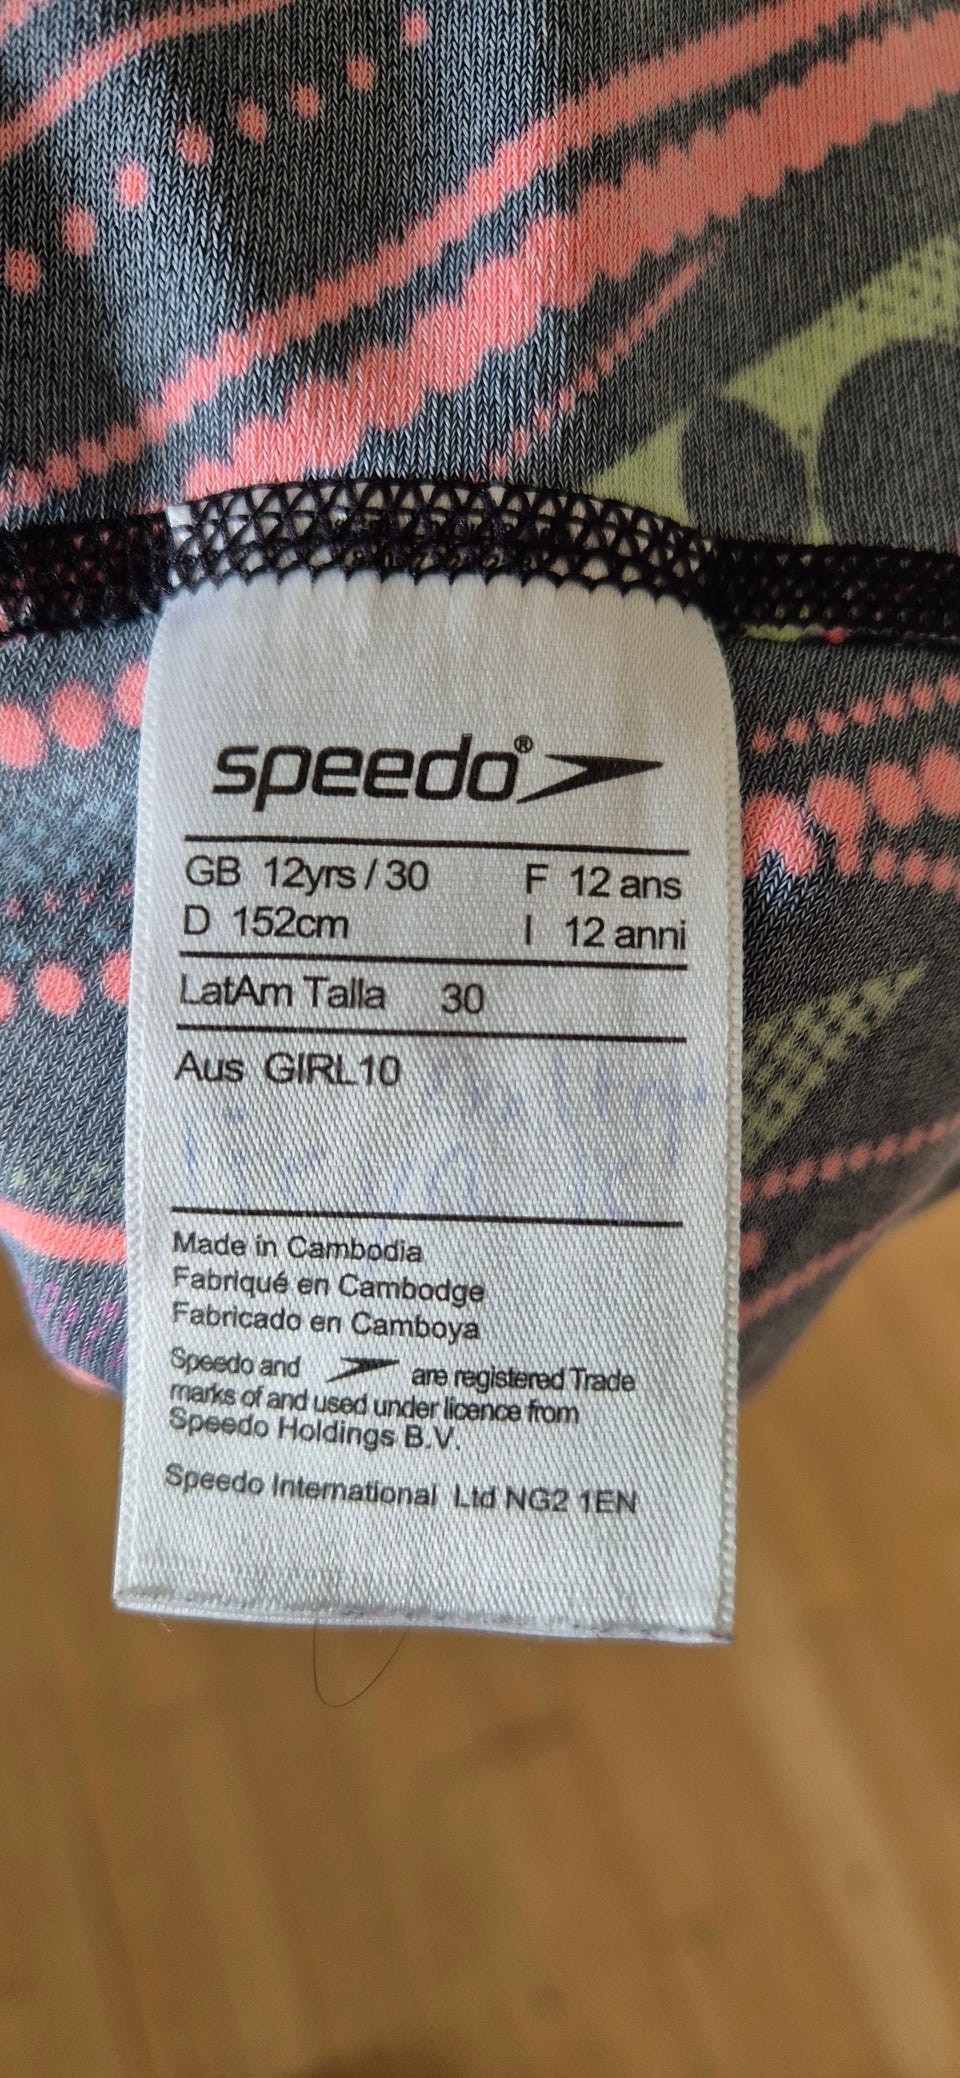 speedo®
GB 12yrs / 30 F 12 ans
D 152cm I 12 anni
LatAm Talla 30
Aus GIRL10
Made in Cambodia
Fabriqué en Cambodge
Fabricado en Camboya
Speedo and are registered Trade
marks of and used under licence from
Speedo Holdings B.V.
Speedo International Ltd NG2 1EN